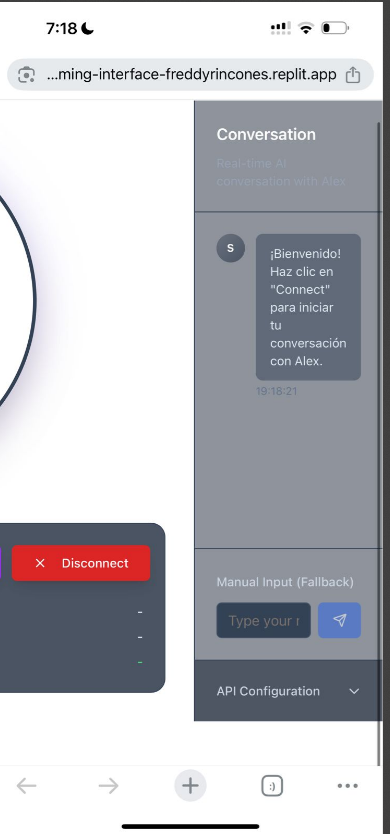 7:18
...ming-interface-freddyrincones.replit.app
Conversation
Real-time AI
conversation with Alex
S
¡Bienvenido!
Haz clic en
"Connect"
para iniciar
tu
conversación
con Alex.
19:18:21
Disconnect
-
-
-
Manual Input (Fallback)
Type your r
API Configuration
:)